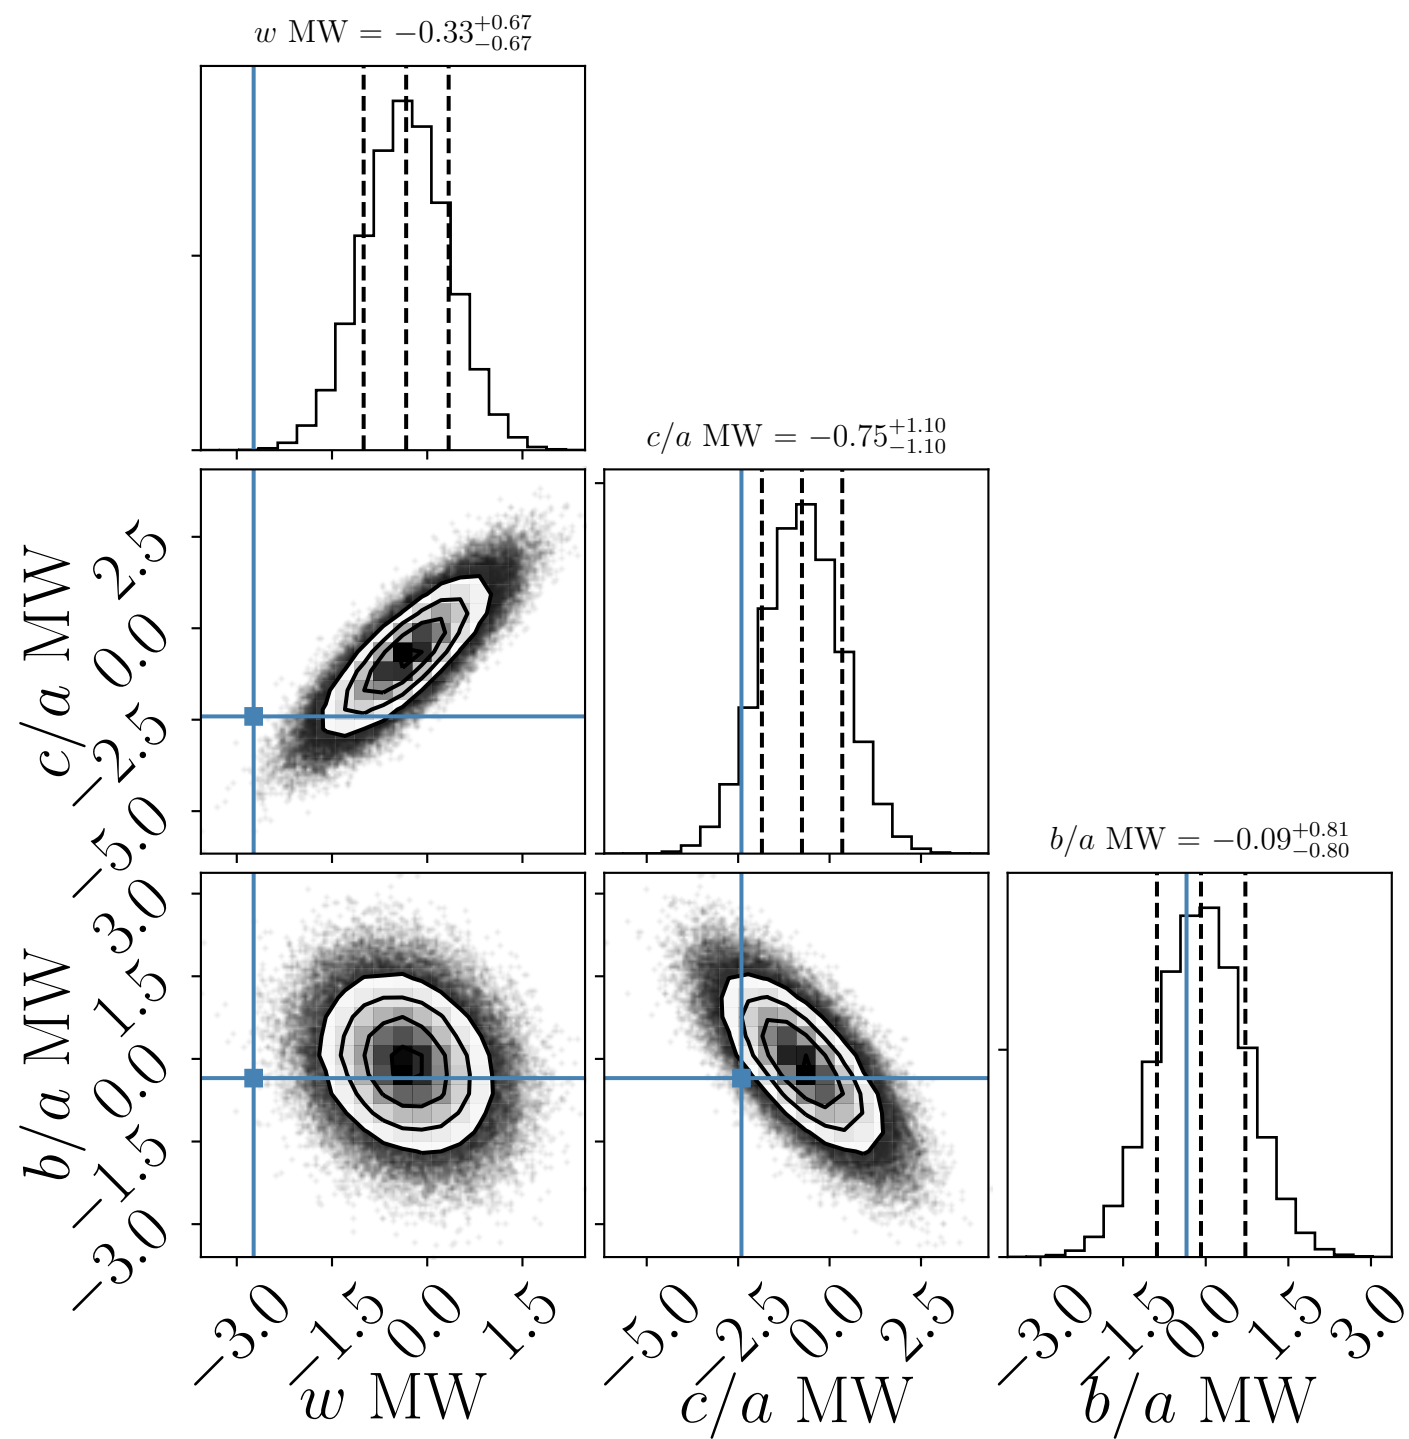 w MW = −0.33+0.67−0.67
c/a MW = −0.75+1.10−1.10
b/a MW = −0.09+0.81−0.80
c/a MW
2.5
0.0
−2.5
−5.0
b/a MW
3.0
1.5
0.0
−1.5
−3.0
−3.0 −1.5 0.0 1.5
w MW
−5.0 −2.5 0.0 2.5
c/a MW
−3.0 −1.5 0.0 1.5 3.0
b/a MW